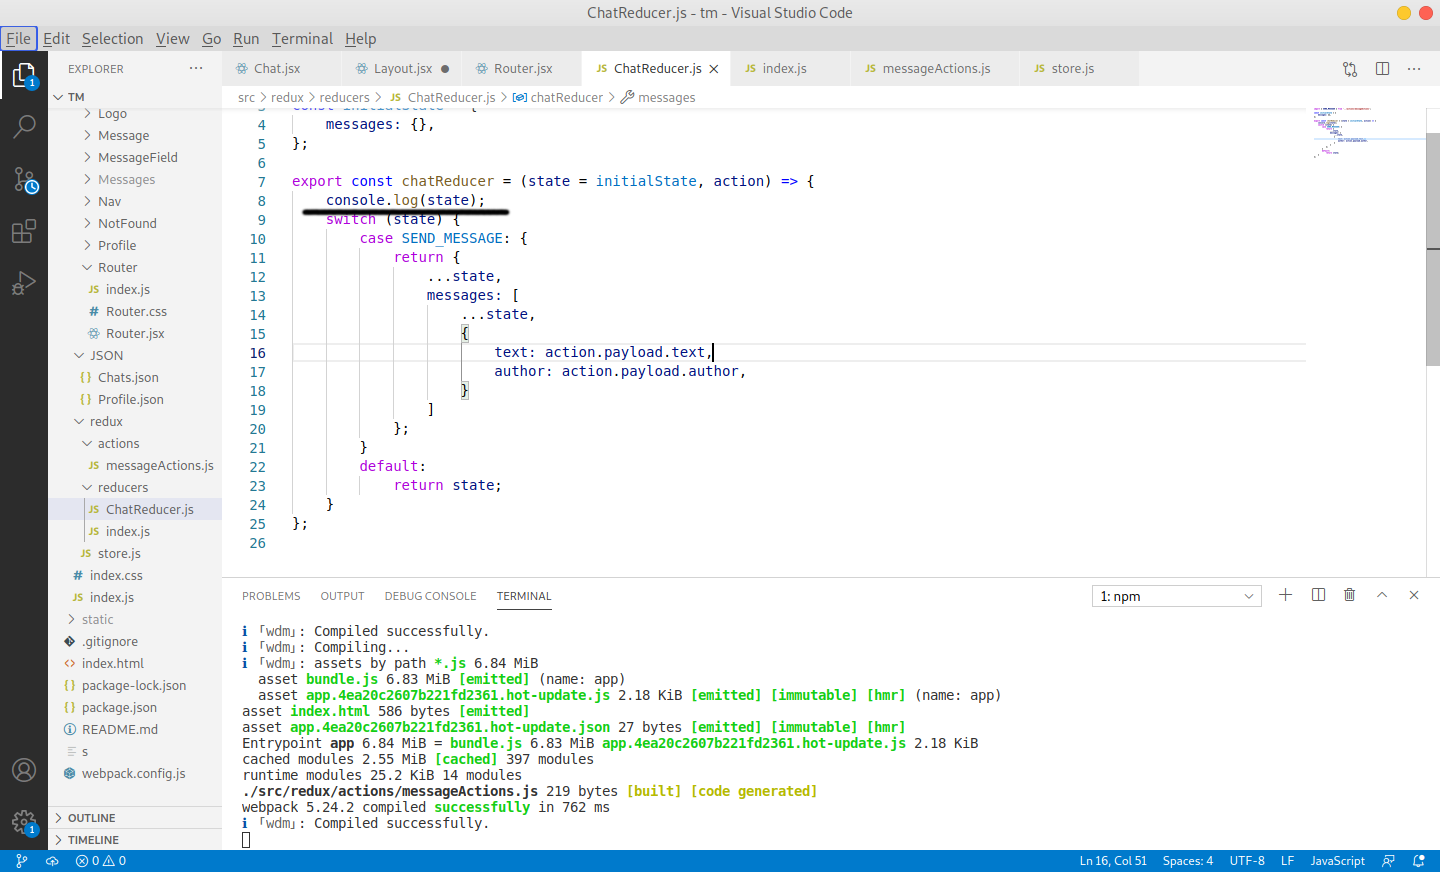 ChatReducer.js - tm - Visual Studio Code
File Edit Selection View Go Run Terminal Help
EXPLORER ···
Chat.jsx Layout.jsx Router.jsx JS ChatReducer.js JS index.js JS messageActions.js JS store.js ···
TM
src > redux > reducers > JS ChatReducer.js > chatReducer > messages
Logo
Message
MessageField
Messages
Nav
NotFound
Profile
Router
JS index.js
# Router.css
Router.jsx
JSON
{} Chats.json
{} Profile.json
redux
actions
JS messageActions.js
reducers
JS ChatReducer.js
JS index.js
JS store.js
# index.css
JS index.js
static
.gitignore
<> index.html
{} package-lock.json
{} package.json
README.md
s
webpack.config.js
OUTLINE
TIMELINE
1
1
4 messages: {},
5 };
6
7 export const chatReducer = (state = initialState, action) => {
8 console.log(state);
9 switch (state) {
10 case SEND_MESSAGE: {
11 return {
12 ...state,
13 messages: [
14 ...state,
15 {
16 text: action.payload.text,
17 author: action.payload.author,
18 }
19 ]
20 };
21 }
22 default:
23 return state;
24 }
25 };
26
PROBLEMS OUTPUT DEBUG CONSOLE TERMINAL 1: npm
i ｢wdm｣: Compiled successfully.
i ｢wdm｣: Compiling...
i ｢wdm｣: assets by path *.js 6.84 MiB
asset bundle.js 6.83 MiB [emitted] (name: app)
asset app.4ea20c2607b221fd2361.hot-update.js 2.18 KiB [emitted] [immutable] [hmr] (name: app)
asset index.html 586 bytes [emitted]
asset app.4ea20c2607b221fd2361.hot-update.json 27 bytes [emitted] [immutable] [hmr]
Entrypoint app 6.84 MiB = bundle.js 6.83 MiB app.4ea20c2607b221fd2361.hot-update.js 2.18 KiB
cached modules 2.55 MiB [cached] 397 modules
runtime modules 25.2 KiB 14 modules
./src/redux/actions/messageActions.js 219 bytes [built] [code generated]
webpack 5.24.2 compiled successfully in 762 ms
i ｢wdm｣: Compiled successfully.
0 0 Ln 16, Col 51 Spaces: 4 UTF-8 LF JavaScript